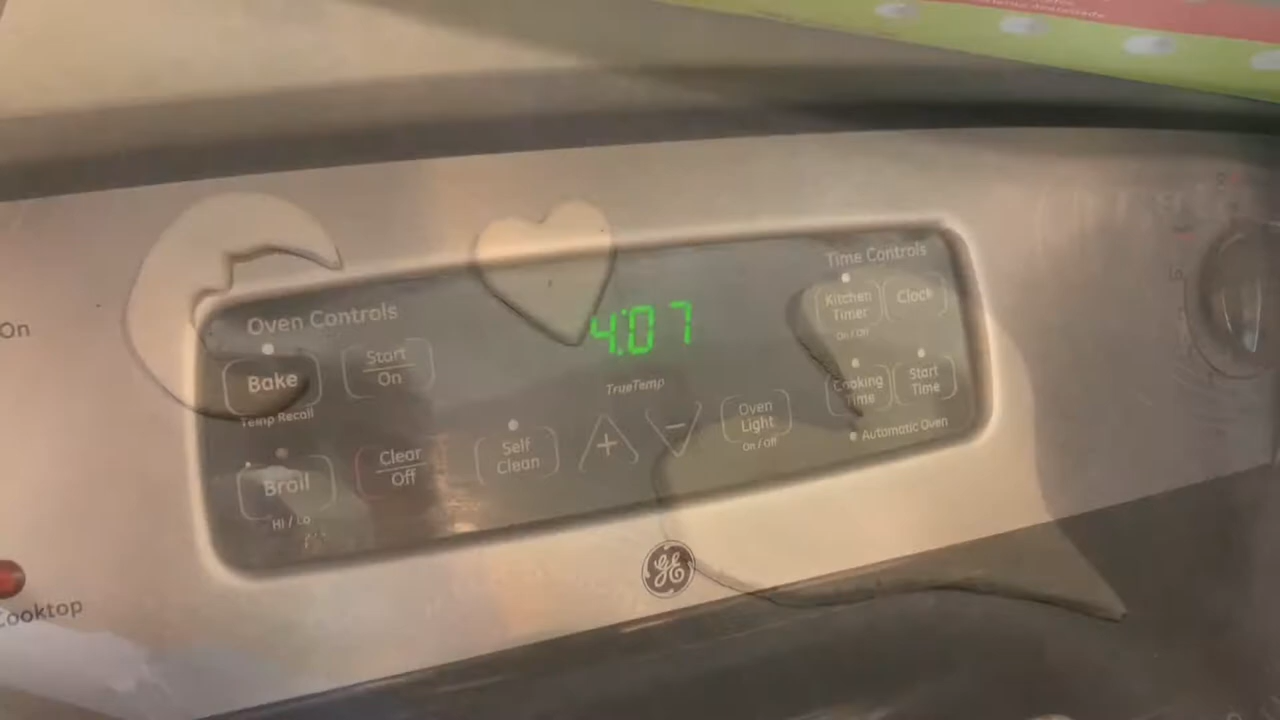 Oven Controls
Bake
Temp Recall
Start
On
Broil
Hi / Lo
Clear
Off
Self
Clean
4:07
TrueTemp
+
-
Oven
Light
On / Off
Time Controls
Kitchen
Timer
On / Off
Clock
Cooking
Time
Start
Time
Automatic Oven
GE
On
Cooktop
Lo